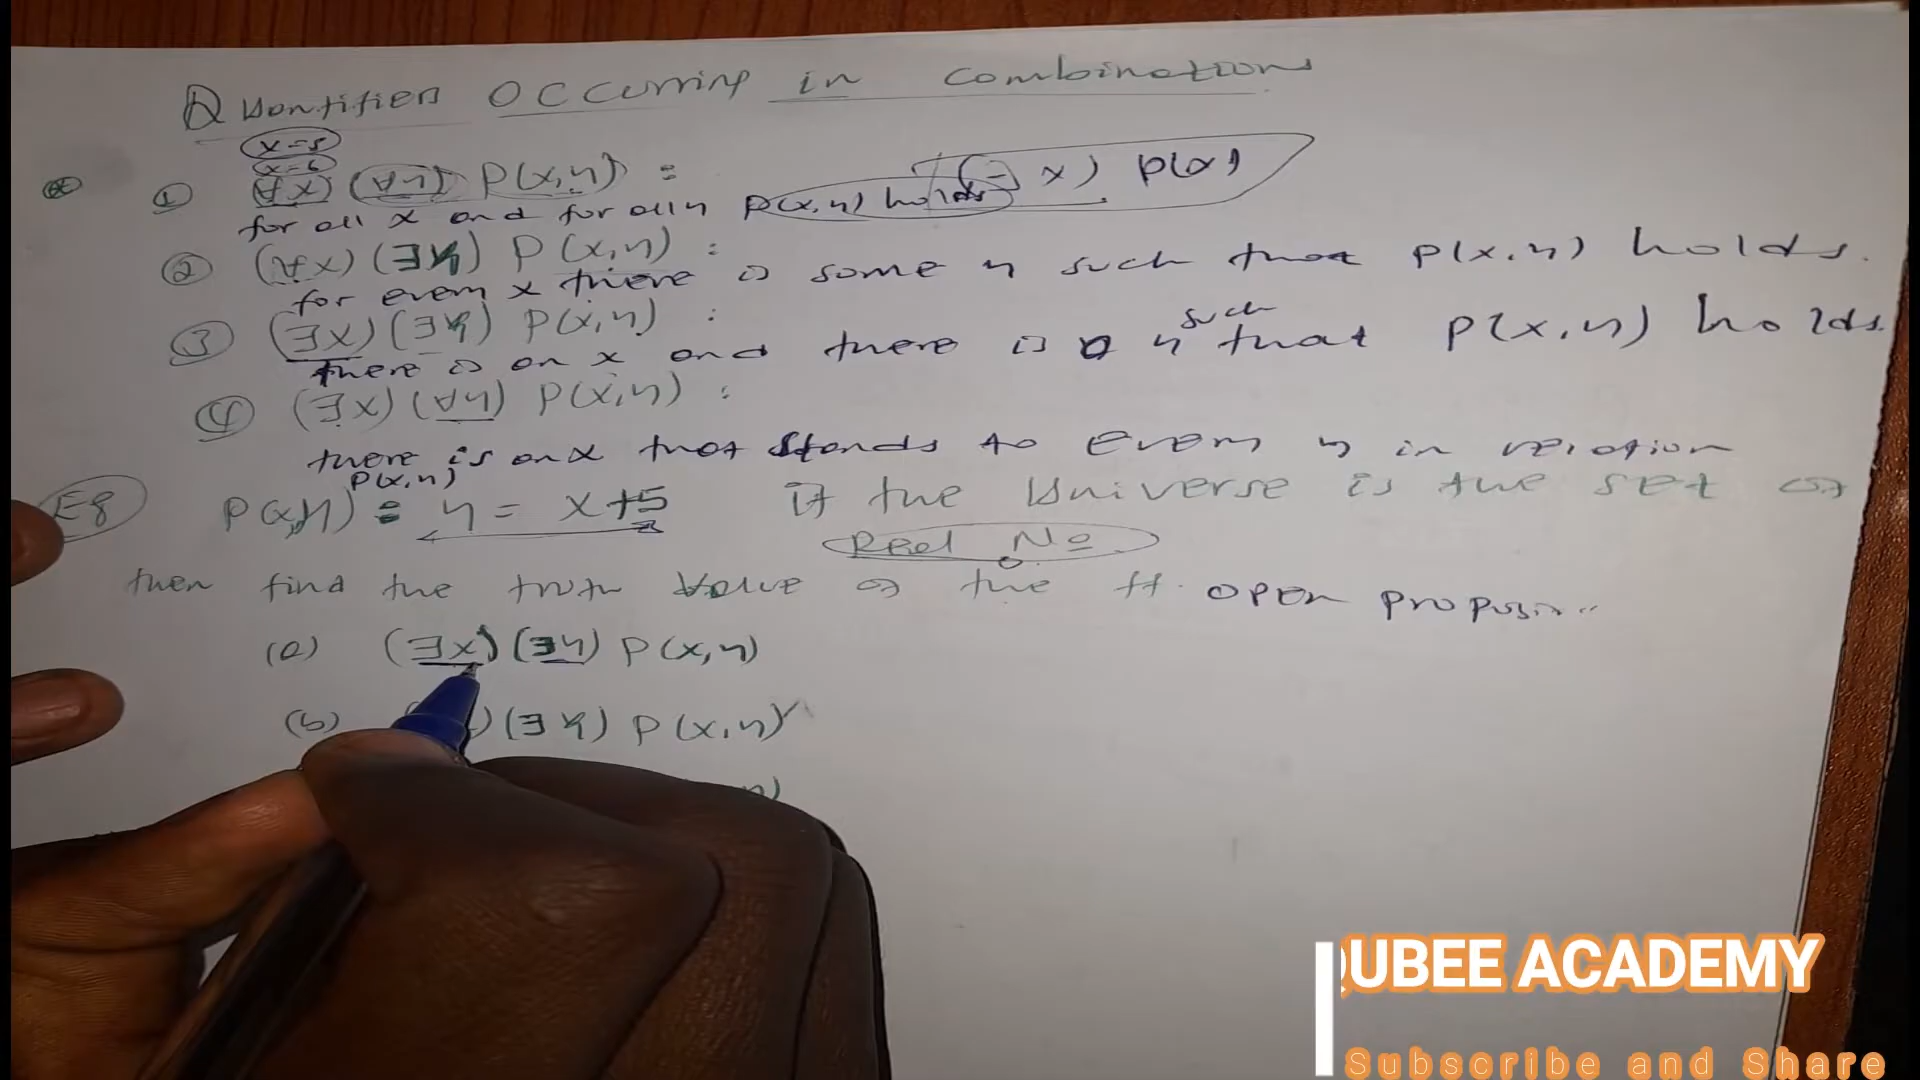 Quantifiers Occurring in Combinations
x=5
x=6
① (∀x) (∀y) P(x,y) : (∃ x) P(x)
for all x and for all y P(x,y) holds
② (∀x) (∃y) P(x,y) :
for every x there is some y such that P(x,y) holds.
③ (∃x) (∃y) P(x,y) :
there is an x and there is a y such that P(x,y) holds
④ (∃x) (∀y) P(x,y) :
there is an x that stands to every y in relation
P(x,y)
Eg P(x,y) = y = x+5 If the Universe is the set of
Real No
then find the truth value of the ff. open propos..
(a) (∃x) (∃y) P(x,y)
(b) (∃y) P(x,y)
QUBEE ACADEMY
Subscribe and Share